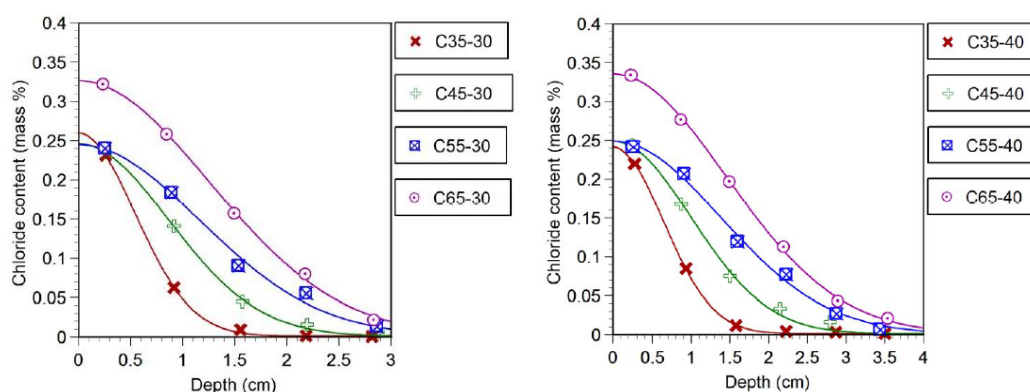 0.4
0.35
0.3
0.25
0.2
0.15
0.1
0.05
0
0 0.5 1 1.5 2 2.5 3
Chloride content (mass %)
Depth (cm)
C35-30
C45-30
C55-30
C65-30
0.4
0.35
0.3
0.25
0.2
0.15
0.1
0.05
0
0 0.5 1 1.5 2 2.5 3 3.5 4
Chloride content (mass %)
Depth (cm)
C35-40
C45-40
C55-40
C65-40